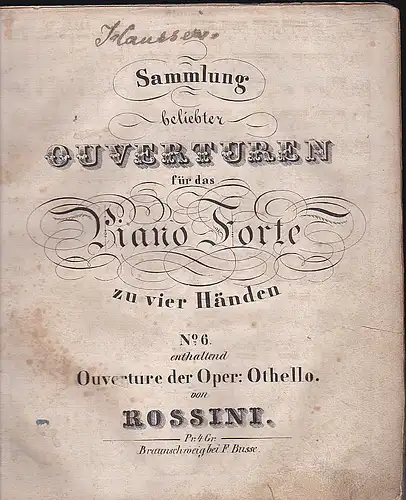 Sammlung
beliebter
OUVERTUREN
für das
Piano Forte
zu vier Händen
No. 6.
enthaltend
Ouverture der Oper: Othello.
von
ROSSINI.
Pr. 4 Gr.
Braunschweig bei F. Busse.